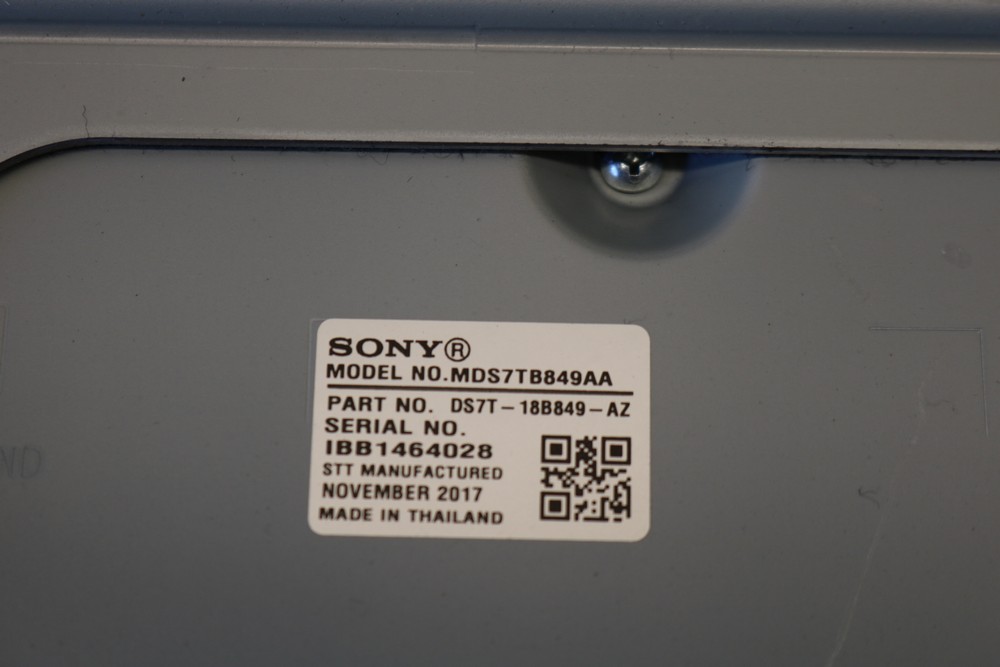 SONY®
MODEL NO.MDS7TB849AA
PART NO. DS7T-18B849-AZ
SERIAL NO.
IBB1464028
STT MANUFACTURED
NOVEMBER 2017
MADE IN THAILAND
ND